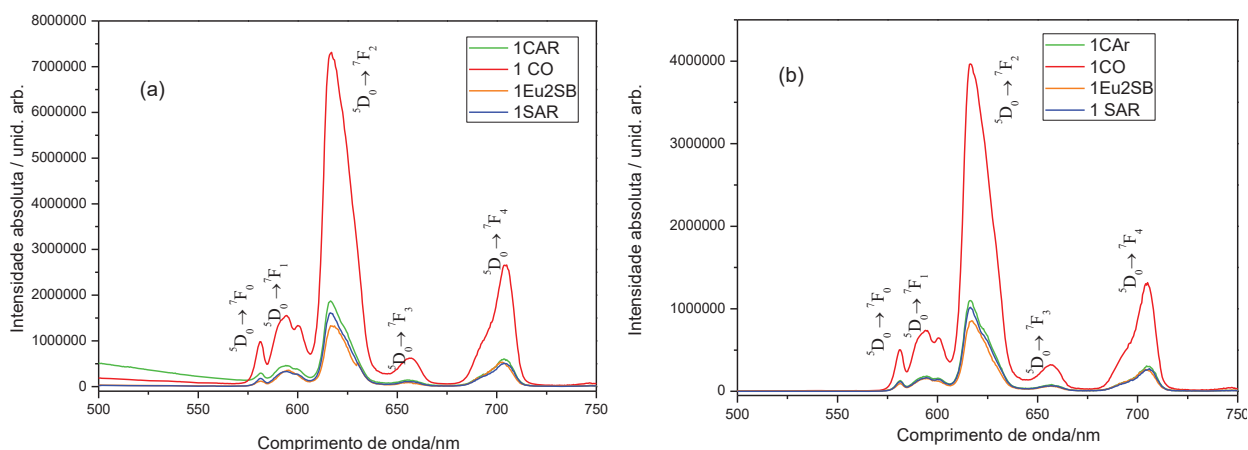 8000000
7000000
6000000
5000000
4000000
3000000
2000000
1000000
0
500
550
600
650
700
750
Intensidade absoluta / unid. arb.
Comprimento de onda/nm
(a)
1CAR
1 CO
1Eu2SB
1SAR
⁵D₀→⁷F₀
⁵D₀→⁷F₁
⁵D₀→⁷F₂
⁵D₀→⁷F₃
⁵D₀→⁷F₄
4000000
3000000
2000000
1000000
0
500
550
600
650
700
750
Intensidade absoluta / unid. arb.
Comprimento de onda/nm
(b)
1CAr
1CO
1Eu2SB
1 SAR
⁵D₀→⁷F₀
⁵D₀→⁷F₁
⁵D₀→⁷F₂
⁵D₀→⁷F₃
⁵D₀→⁷F₄